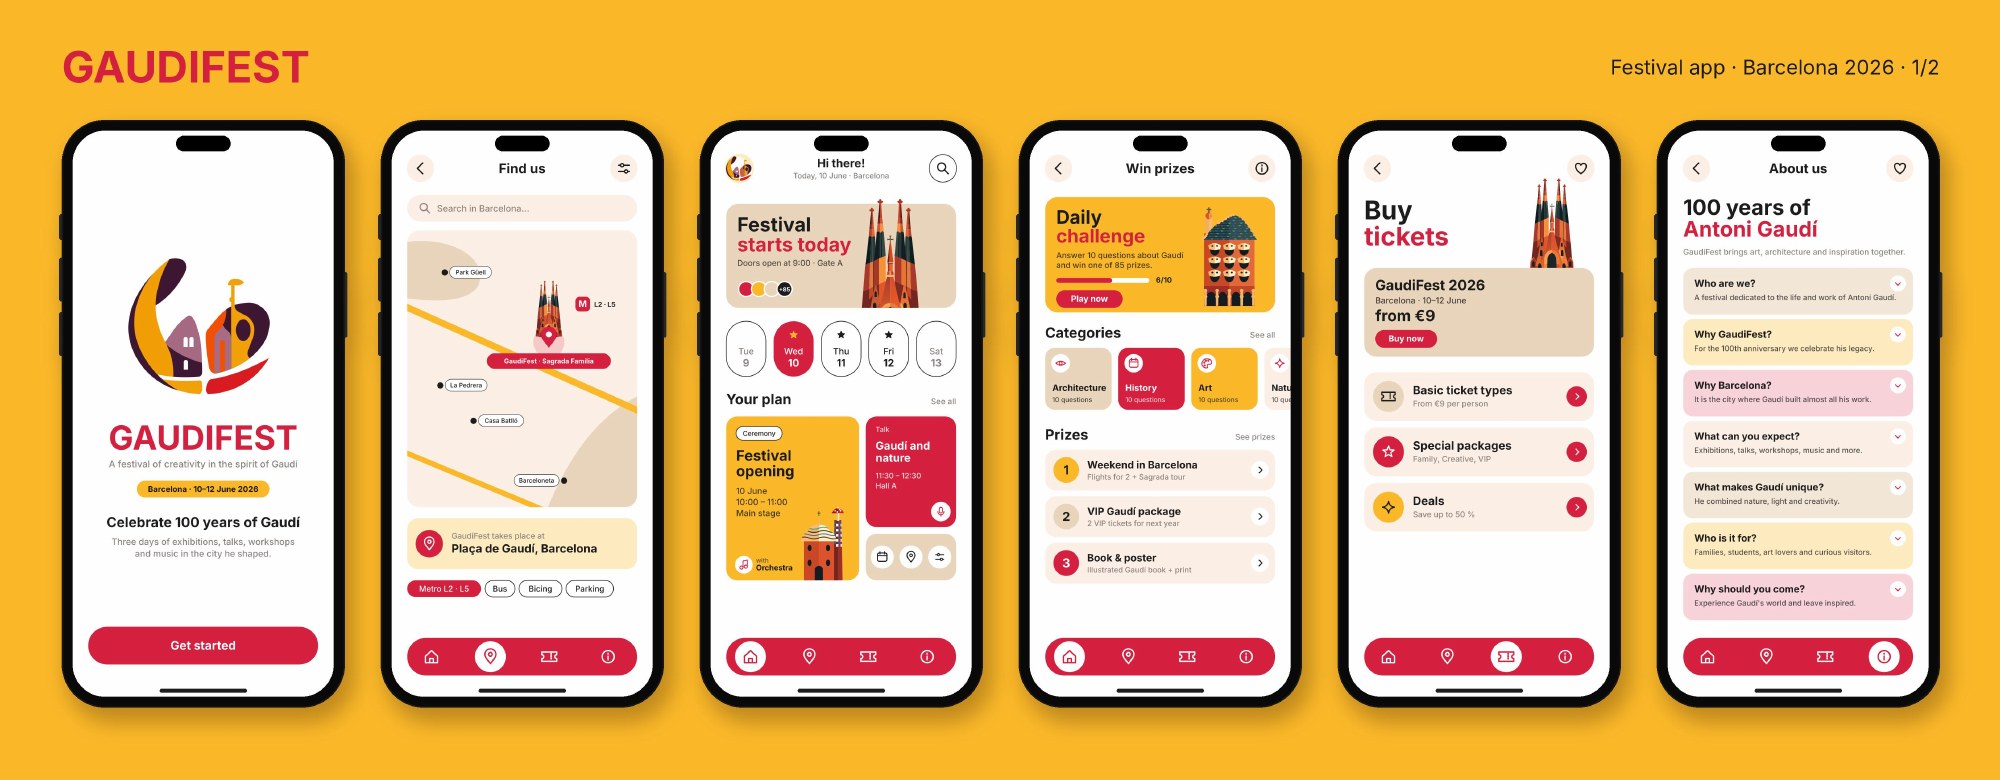 GAUDIFEST
Festival app · Barcelona 2026 · 1/2
GAUDIFEST
A festival of creativity in the spirit of Gaudí
Barcelona · 10–12 June 2026
Celebrate 100 years of Gaudí
Three days of exhibitions, talks, workshops
and music in the city he shaped.
Get started
Find us
Search in Barcelona...
Park Güell
M L2 · L5
GaudiFest · Sagrada Família
La Pedrera
Casa Batlló
Barceloneta
GaudiFest takes place at
Plaça de Gaudí, Barcelona
Metro L2 · L5
Bus
Bicing
Parking
Hi there!
Today, 10 June · Barcelona
Festival
starts today
Doors open at 9:00 · Gate A
+85
Tue
9
Wed
10
Thu
11
Fri
12
Sat
13
Your plan
See all
Ceremony
Festival
opening
10 June
10:00 – 11:00
Main stage
with
Orchestra
Talk
Gaudí and
nature
11:30 – 12:30
Hall A
Win prizes
Daily
challenge
Answer 10 questions about Gaudí
and win one of 85 prizes.
6/10
Play now
Categories
See all
Architecture
10 questions
History
10 questions
Art
10 questions
Natu
10 que
Prizes
See prizes
1
Weekend in Barcelona
Flights for 2 + Sagrada tour
2
VIP Gaudí package
2 VIP tickets for next year
3
Book & poster
Illustrated Gaudí book + print
Buy
tickets
GaudiFest 2026
Barcelona · 10–12 June
from €9
Buy now
Basic ticket types
From €9 per person
Special packages
Family, Creative, VIP
Deals
Save up to 50 %
About us
100 years of
Antoni Gaudí
GaudiFest brings art, architecture and inspiration together.
Who are we?
A festival dedicated to the life and work of Antoni Gaudí.
Why GaudiFest?
For the 100th anniversary we celebrate his legacy.
Why Barcelona?
It is the city where Gaudí built almost all his work.
What can you expect?
Exhibitions, talks, workshops, music and more.
What makes Gaudí unique?
He combined nature, light and creativity.
Who is it for?
Families, students, art lovers and curious visitors.
Why should you come?
Experience Gaudí's world and leave inspired.